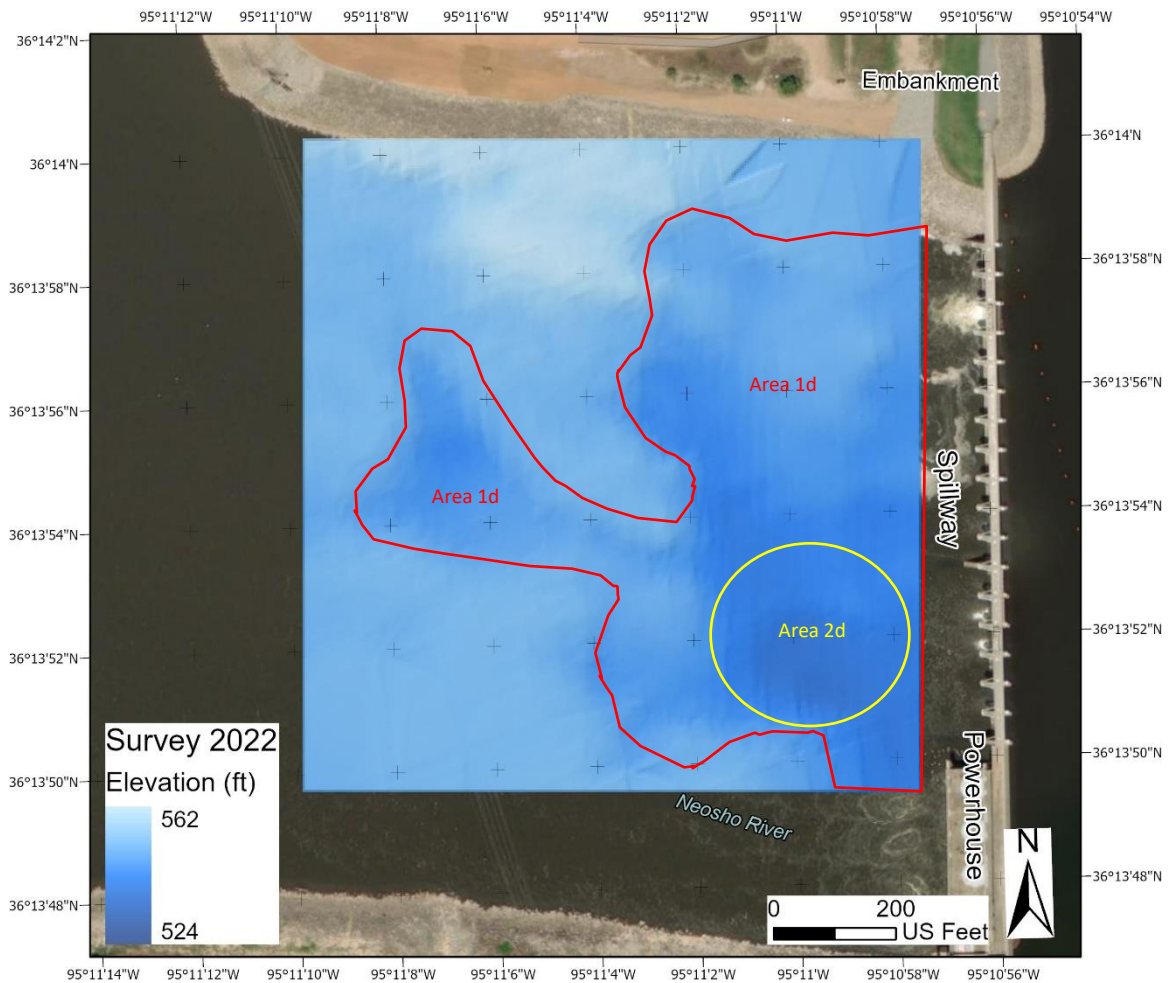 95°11'12"W 95°11'10"W 95°11'8"W 95°11'6"W 95°11'4"W 95°11'2"W 95°11'W 95°10'58"W 95°10'56"W 95°10'54"W
36°14'2"N
Embankment
36°14'N
36°14'N
36°13'58"N
36°13'58"N
36°13'56"N
Area 1d
36°13'56"N
Spillway
Area 1d
36°13'54"N
36°13'54"N
Area 2d
36°13'52"N
36°13'52"N
Survey 2022
Elevation (ft)
562
524
Powerhouse
36°13'50"N
36°13'50"N
Neosho River
N
36°13'48"N
36°13'48"N
0 200
US Feet
95°11'14"W 95°11'12"W 95°11'10"W 95°11'8"W 95°11'6"W 95°11'4"W 95°11'2"W 95°11'W 95°10'58"W 95°10'56"W